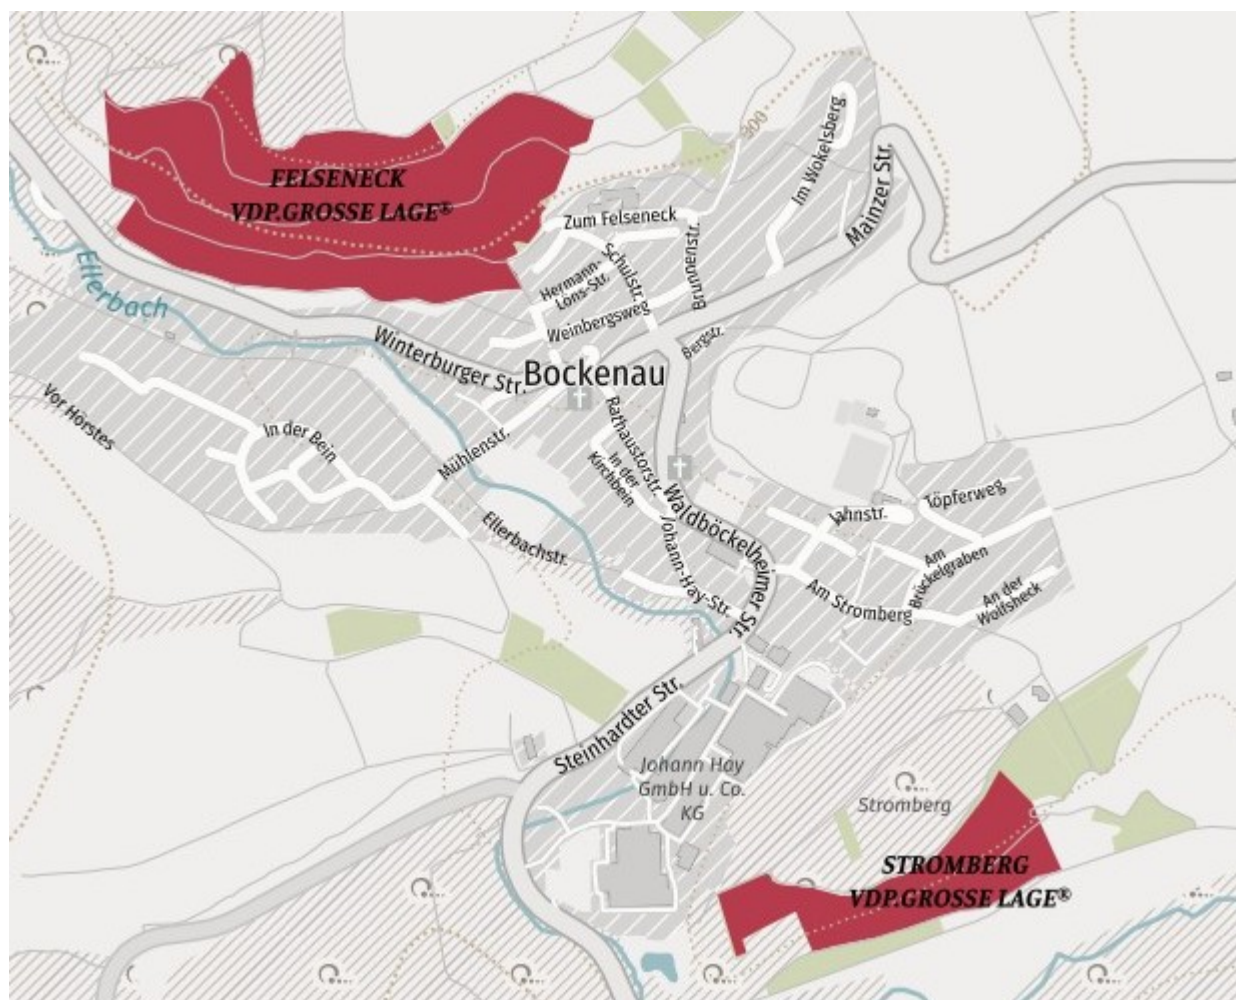 FELSENECK
VDP.GROSSE LAGE®
300
Im Wokelsberg
Mainzer Str.
Zum Felseneck
Schulstr.
Brunnenstr.
Hermann-
Löns-Str.
Weinbergsweg
Ellerbach
Winterburger Str.
Bergstr.
Bockenau
Vor Hörstes
In der Bein
Mühlenstr.
Rathaustorstr.
In der
Kirchbein
Waldböckelheimer Str.
Töpferweg
Jahnstr.
Ellerbachstr.
Johann-Hay-Str.
Am
Brückelgraben
Am Stromberg
An der
Wolfsheck
Steinhardter Str.
Johann Hay
GmbH u. Co.
KG
Stromberg
STROMBERG
VDP.GROSSE LAGE®